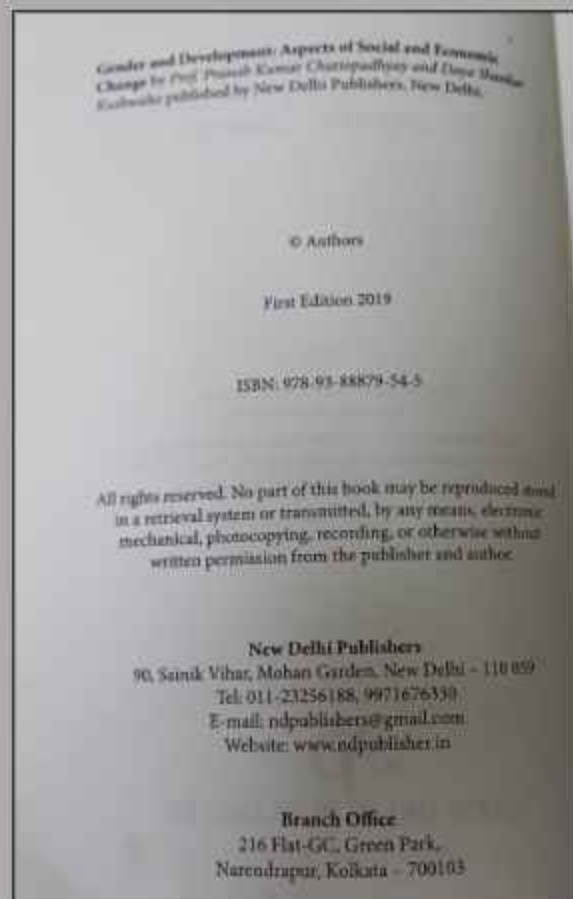 Gender and Development: Aspects of Social and Economic
Change by Prof. Pranab Kumar Chattopadhyay and Daya Shankar
Kushwaha published by New Delhi Publishers, New Delhi.
© Authors
First Edition 2019
ISBN: 978-93-88879-54-5
All rights reserved. No part of this book may be reproduced stored
in a retrieval system or transmitted, by any means, electronic
mechanical, photocopying, recording, or otherwise without
written permission from the publisher and author.
New Delhi Publishers
90, Sainik Vihar, Mohan Garden, New Delhi – 110 059
Tel: 011-23256188, 9971676330
E-mail: ndpublishers@gmail.com
Website: www.ndpublisher.in
Branch Office
216 Flat-GC, Green Park,
Narendrapur, Kolkata – 700103